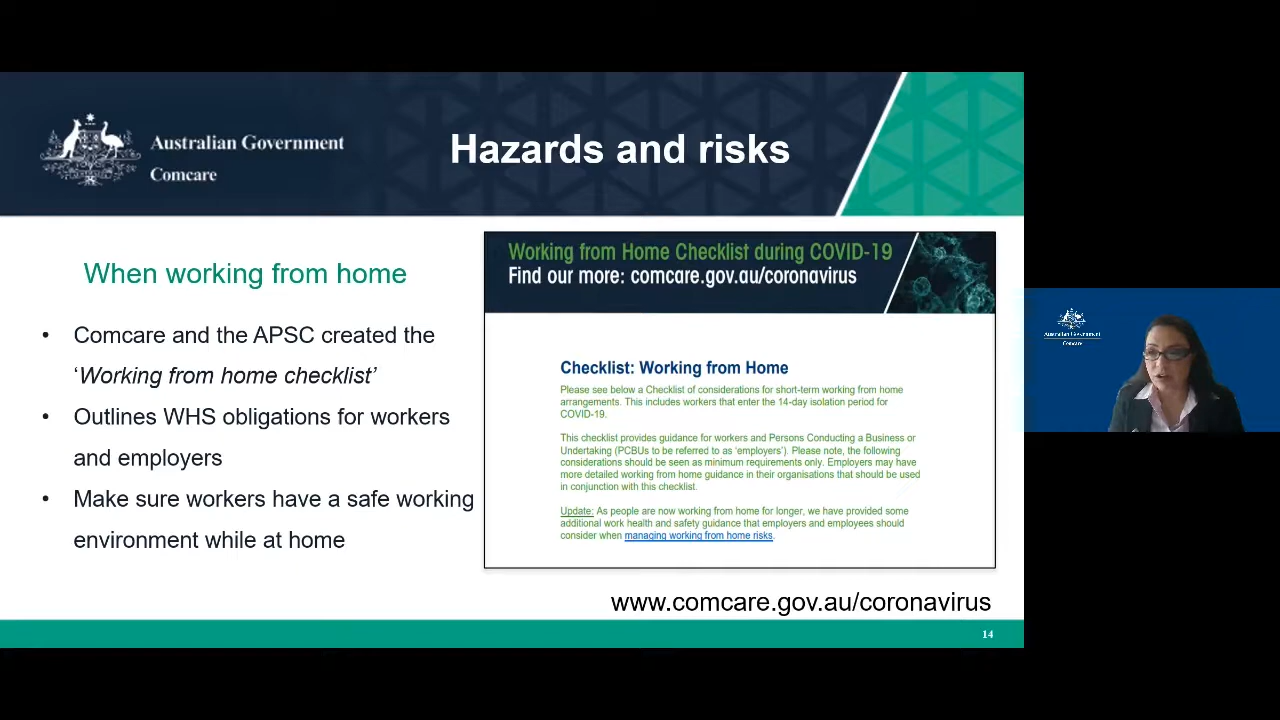 Australian Government
Comcare
Hazards and risks
When working from home
• Comcare and the APSC created the
‘Working from home checklist’
• Outlines WHS obligations for workers
and employers
• Make sure workers have a safe working
environment while at home
Working from Home Checklist during COVID-19
Find our more: comcare.gov.au/coronavirus
Checklist: Working from Home
Please see below a Checklist of considerations for short-term working from home
arrangements. This includes workers that enter the 14-day isolation period for
COVID-19.
This checklist provides guidance for workers and Persons Conducting a Business or
Undertaking (PCBUs to be referred to as ‘employers’). Please note, the following
considerations should be seen as minimum requirements only. Employers may have
more detailed working from home guidance in their organisations that should be used
in conjunction with this checklist.
Update: As people are now working from home for longer, we have provided some
additional work health and safety guidance that employers and employees should
consider when managing working from home risks.
www.comcare.gov.au/coronavirus
14
Australian Government
Comcare